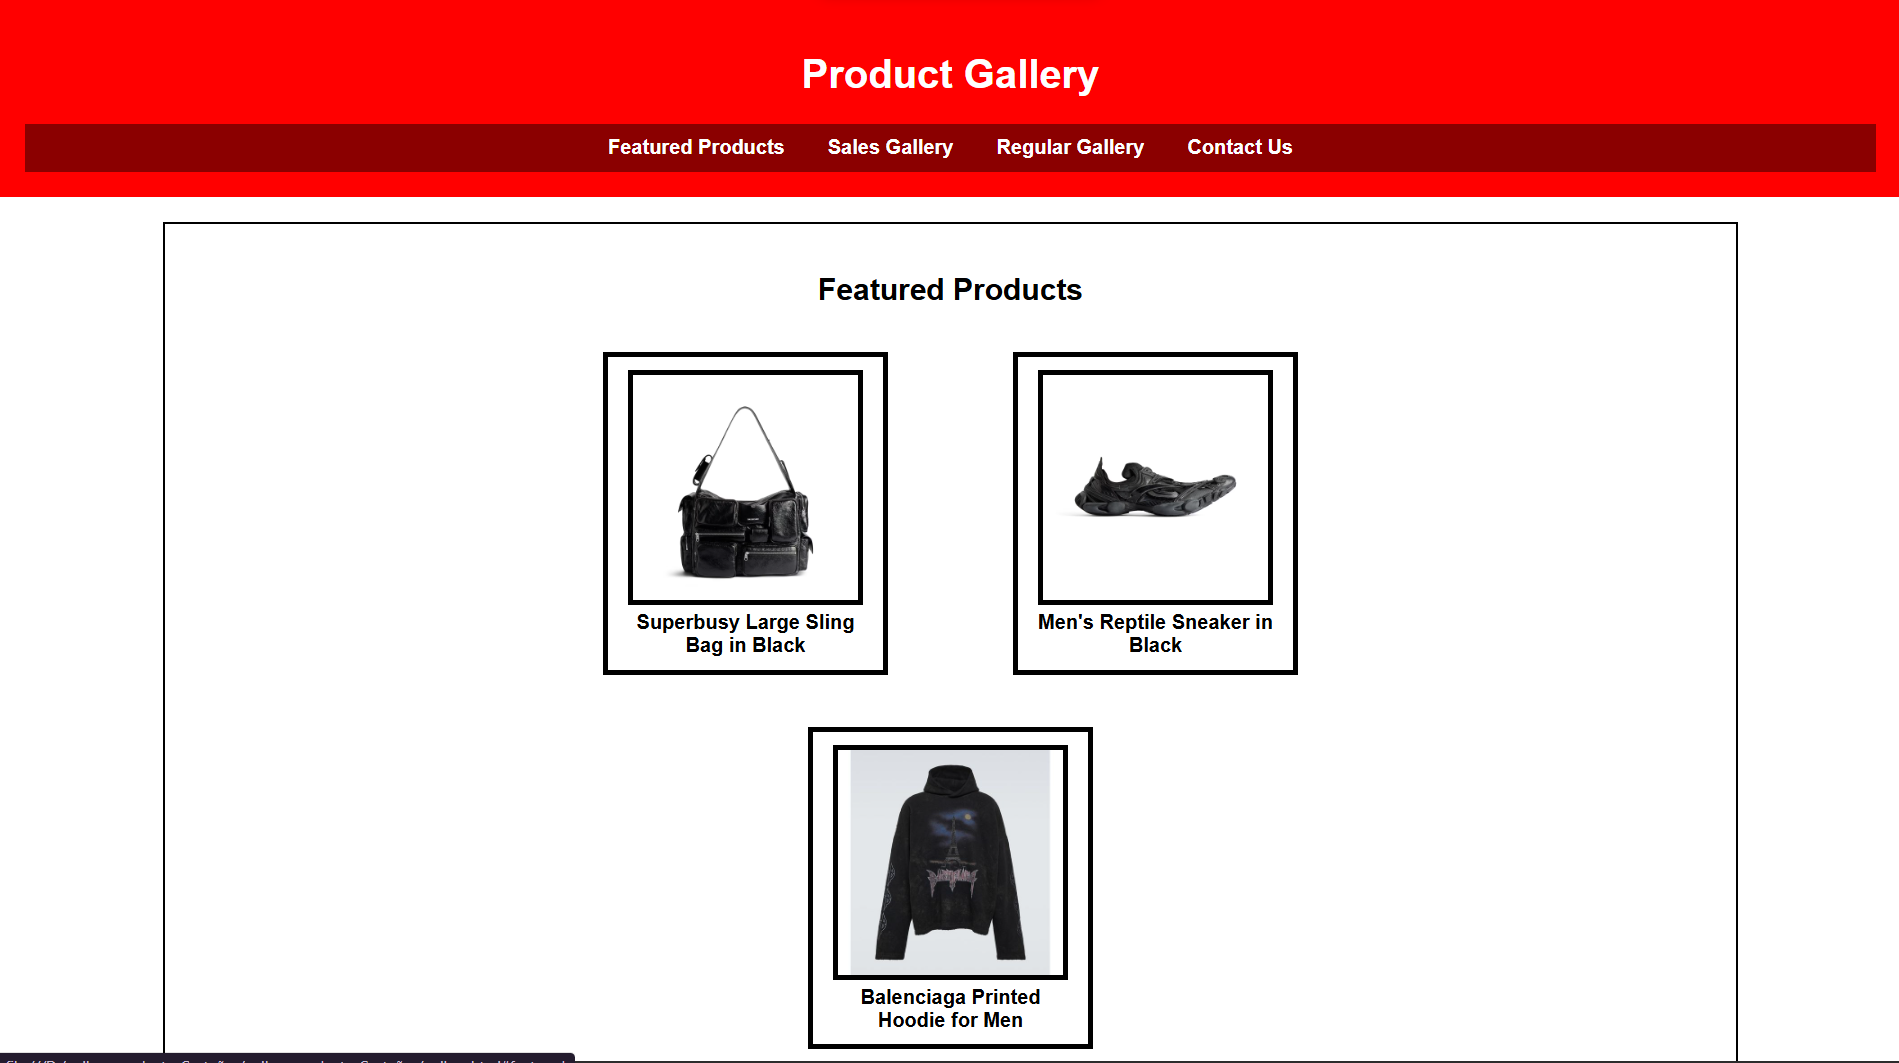 Product Gallery
Featured Products Sales Gallery Regular Gallery Contact Us
Featured Products
Superbusy Large Sling
Bag in Black
Men's Reptile Sneaker in
Black
Balenciaga Printed
Hoodie for Men